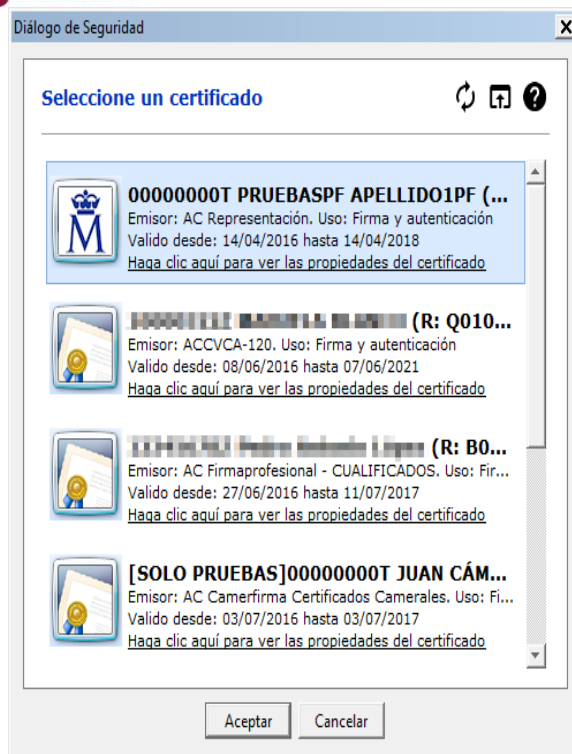 Diálogo de Seguridad
Seleccione un certificado
00000000T PRUEBASPF APELLIDO1PF (...
Emisor: AC Representación. Uso: Firma y autenticación
Valido desde: 14/04/2016 hasta 14/04/2018
Haga clic aquí para ver las propiedades del certificado
(R: Q010...
Emisor: ACCVCA-120. Uso: Firma y autenticación
Valido desde: 08/06/2016 hasta 07/06/2021
Haga clic aquí para ver las propiedades del certificado
(R: B0...
Emisor: AC Firmaprofesional - CUALIFICADOS. Uso: Fir...
Valido desde: 27/06/2016 hasta 11/07/2017
Haga clic aquí para ver las propiedades del certificado
[SOLO PRUEBAS]00000000T JUAN CÁM...
Emisor: AC Camerfirma Certificados Camerales. Uso: Fi...
Valido desde: 03/07/2016 hasta 03/07/2017
Haga clic aquí para ver las propiedades del certificado
Aceptar Cancelar